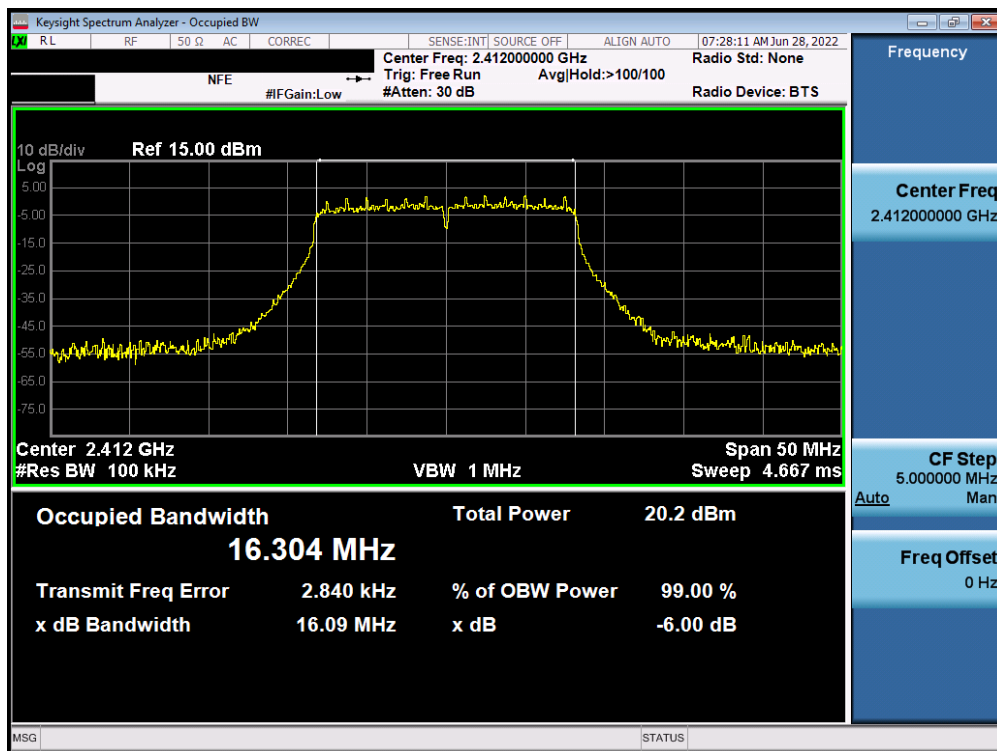 Keysight Spectrum Analyzer - Occupied BW
LXI RL RF 50 Ω AC CORREC SENSE:INT SOURCE OFF ALIGN AUTO 07:28:11 AM Jun 28, 2022
Frequency
Center Freq: 2.412000000 GHz Radio Std: None
NFE Trig: Free Run Avg|Hold:>100/100
#IFGain:Low #Atten: 30 dB Radio Device: BTS
10 dB/div Ref 15.00 dBm
Log
5.00
-5.00
-15.0
-25.0
-35.0
-45.0
-55.0
-65.0
-75.0
Center 2.412 GHz Span 50 MHz
#Res BW 100 kHz VBW 1 MHz Sweep 4.667 ms
Occupied Bandwidth Total Power 20.2 dBm
16.304 MHz
Transmit Freq Error 2.840 kHz % of OBW Power 99.00 %
x dB Bandwidth 16.09 MHz x dB -6.00 dB
Center Freq
2.412000000 GHz
CF Step
5.000000 MHz
Auto Man
Freq Offset
0 Hz
MSG STATUS